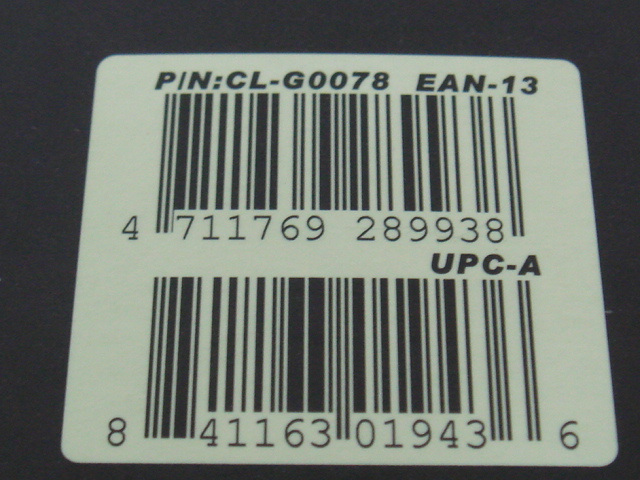 P/N:CL-G0078 EAN-13
4 711769 289938
UPC-A
8 41163 01943 6